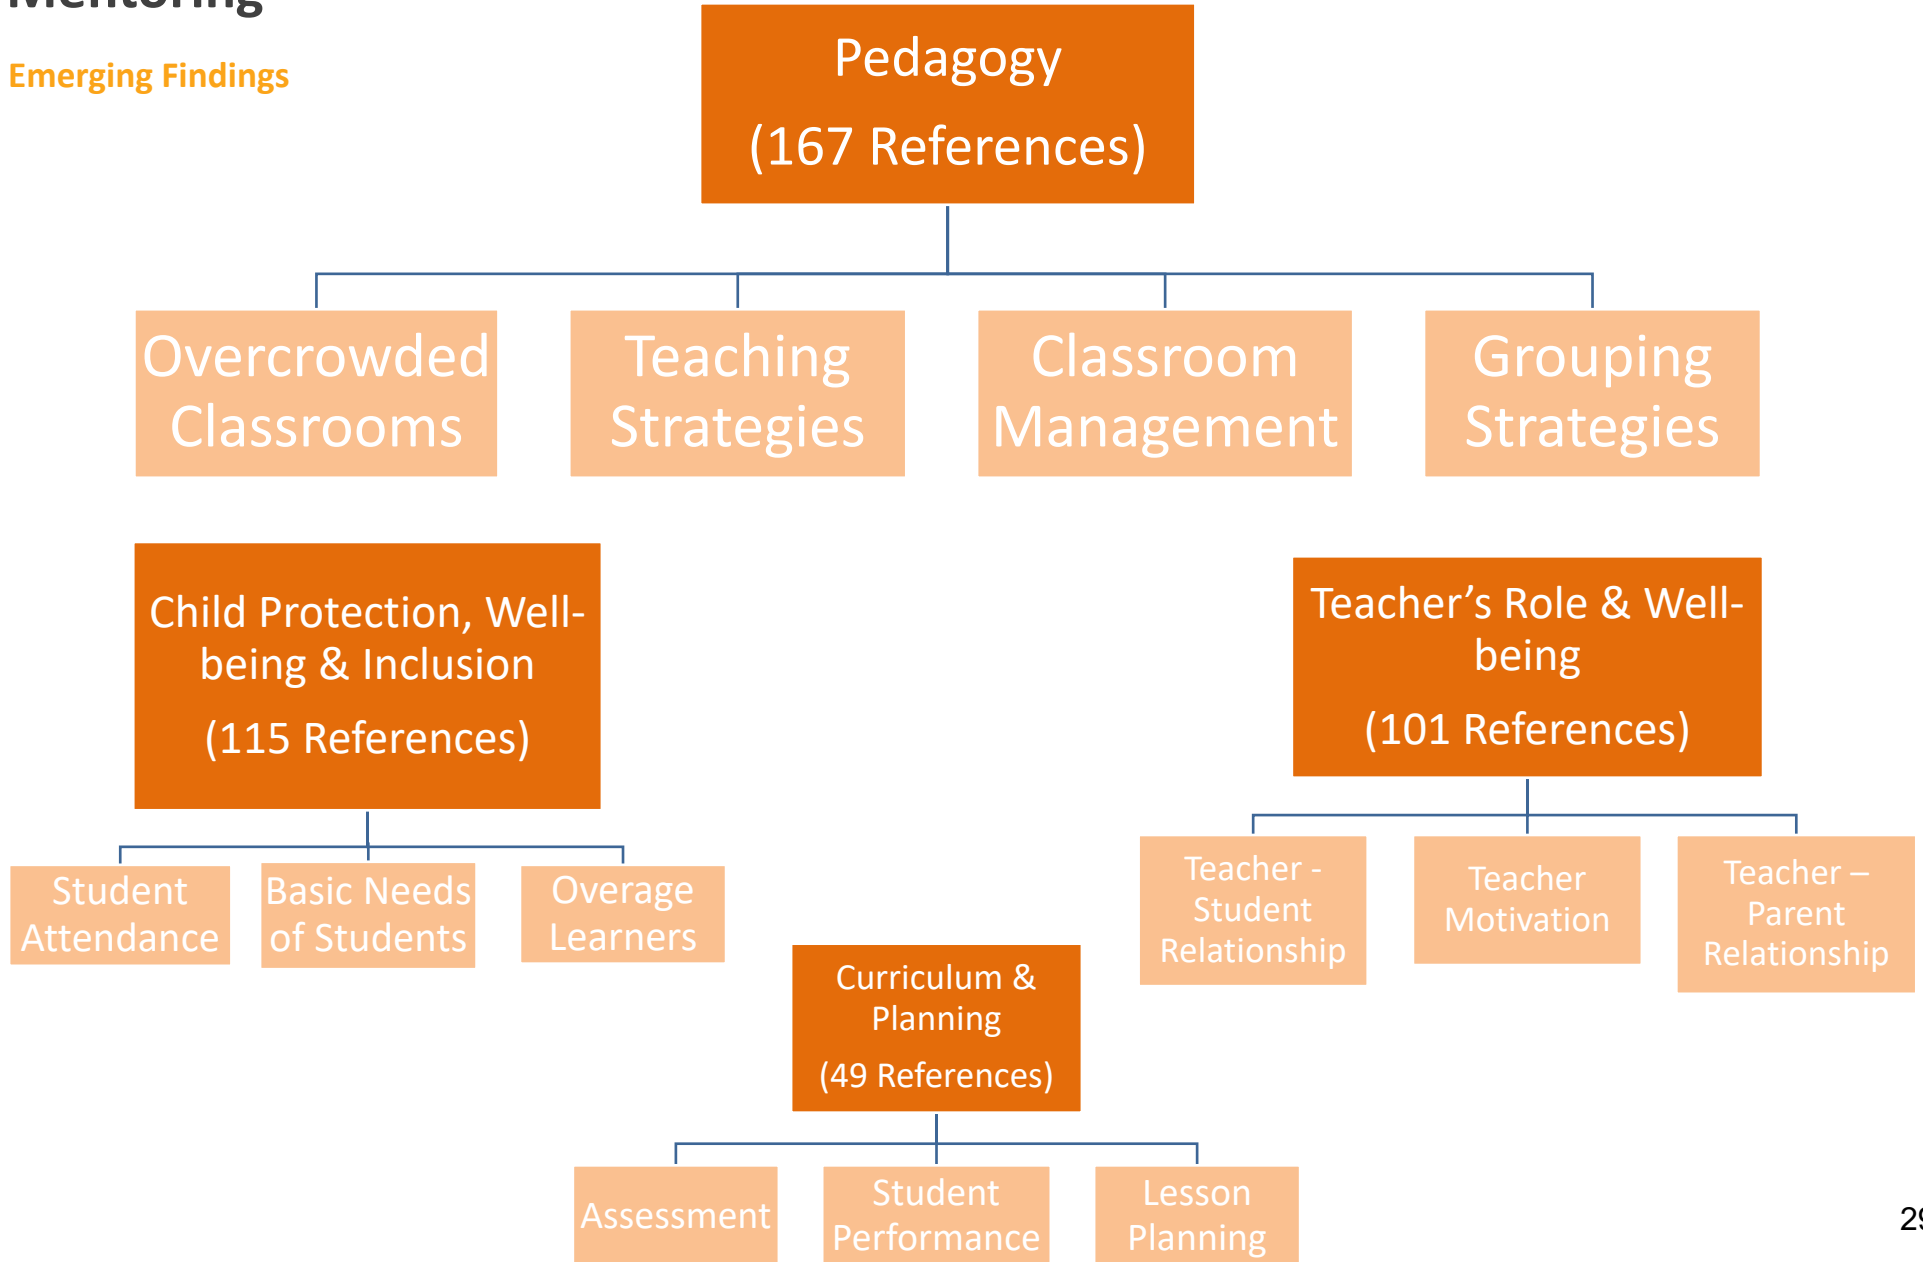 Mentoring
Emerging Findings
Pedagogy
(167 References)
Overcrowded
Classrooms
Teaching
Strategies
Classroom
Management
Grouping
Strategies
Child Protection, Well-
being & Inclusion
(115 References)
Teacher’s Role & Well-
being
(101 References)
Student
Attendance
Basic Needs
of Students
Overage
Learners
Teacher -
Student
Relationship
Teacher
Motivation
Teacher –
Parent
Relationship
Curriculum &
Planning
(49 References)
Assessment
Student
Performance
Lesson
Planning
29